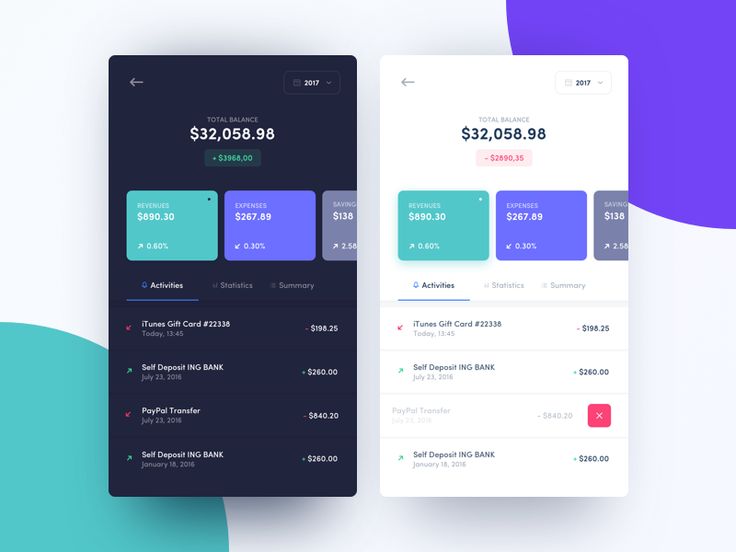 2017
TOTAL BALANCE
$32,058.98
+ $3968,00
REVENUES
$890.30
0.60%
EXPENSES
$267.89
0.30%
SAVING
$138
2.58
Activities
Statistics
Summary
iTunes Gift Card #22338
Today, 13:45
- $198.25
Self Deposit ING BANK
July 23, 2016
+ $260.00
PayPal Transfer
July 23, 2016
- $840.20
Self Deposit ING BANK
January 18, 2016
+ $260.00
2017
TOTAL BALANCE
$32,058.98
- $2890,35
REVENUES
$890.30
0.60%
EXPENSES
$267.89
0.30%
SAVING
$138
2.58
Activities
Statistics
Summary
iTunes Gift Card #22338
Today, 13:45
- $198.25
Self Deposit ING BANK
July 23, 2016
+ $260.00
PayPal Transfer
July 23, 2016
- $840.20
Self Deposit ING BANK
January 18, 2016
+ $260.00